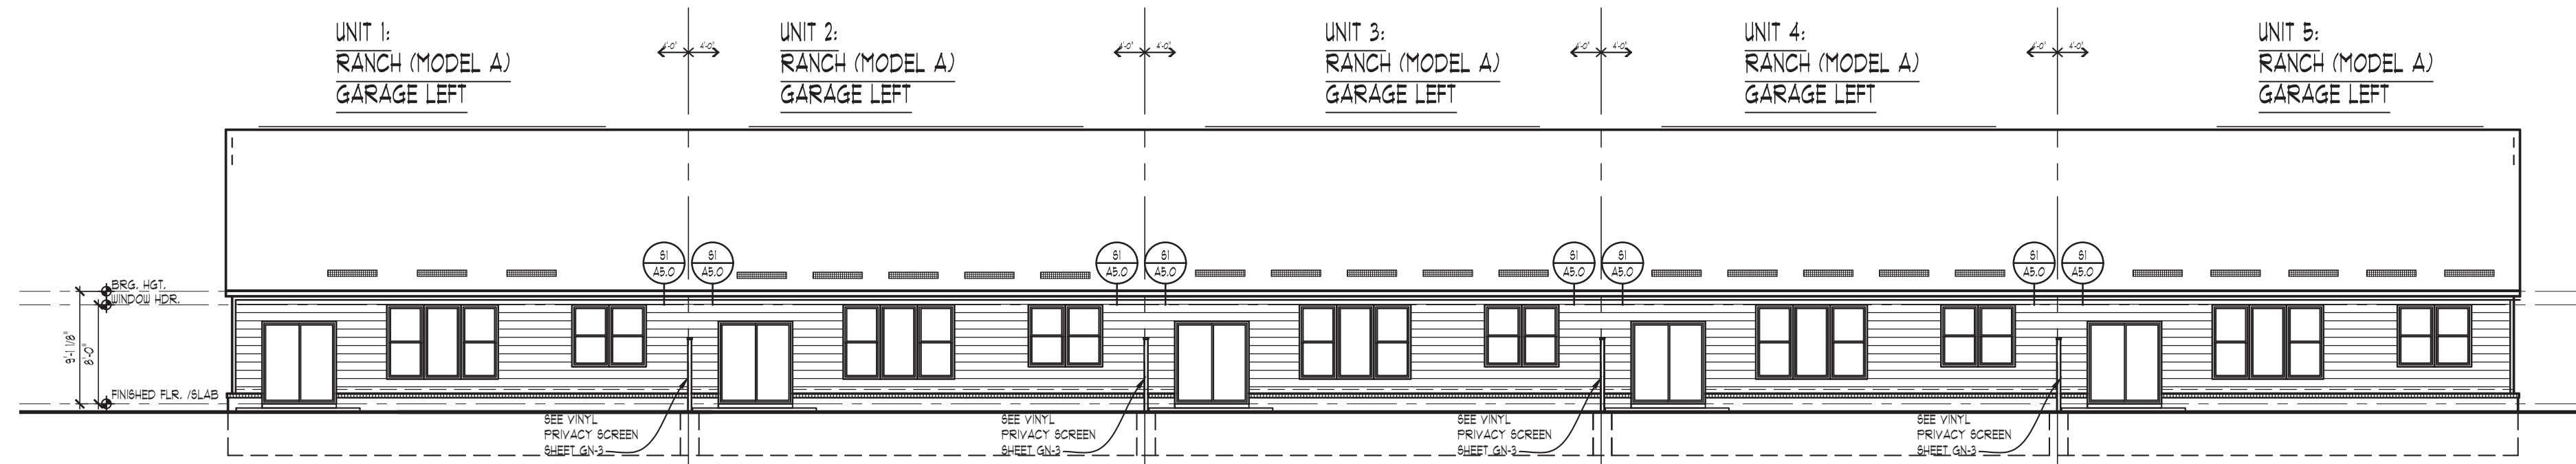 UNIT 1:
RANCH (MODEL A)
GARAGE LEFT
4'-0" 4'-0"
UNIT 2:
RANCH (MODEL A)
GARAGE LEFT
4'-0" 4'-0"
UNIT 3:
RANCH (MODEL A)
GARAGE LEFT
4'-0" 4'-0"
UNIT 4:
RANCH (MODEL A)
GARAGE LEFT
4'-0" 4'-0"
UNIT 5:
RANCH (MODEL A)
GARAGE LEFT
S1
A5.0
S1
A5.0
S1
A5.0
S1
A5.0
S1
A5.0
S1
A5.0
S1
A5.0
S1
A5.0
BRG. HGT.
WINDOW HDR.
9'-1 1/8"
8'-0"
FINISHED FLR. /SLAB
SEE VINYL
PRIVACY SCREEN
SHEET GN-3
SEE VINYL
PRIVACY SCREEN
SHEET GN-3
SEE VINYL
PRIVACY SCREEN
SHEET GN-3
SEE VINYL
PRIVACY SCREEN
SHEET GN-3